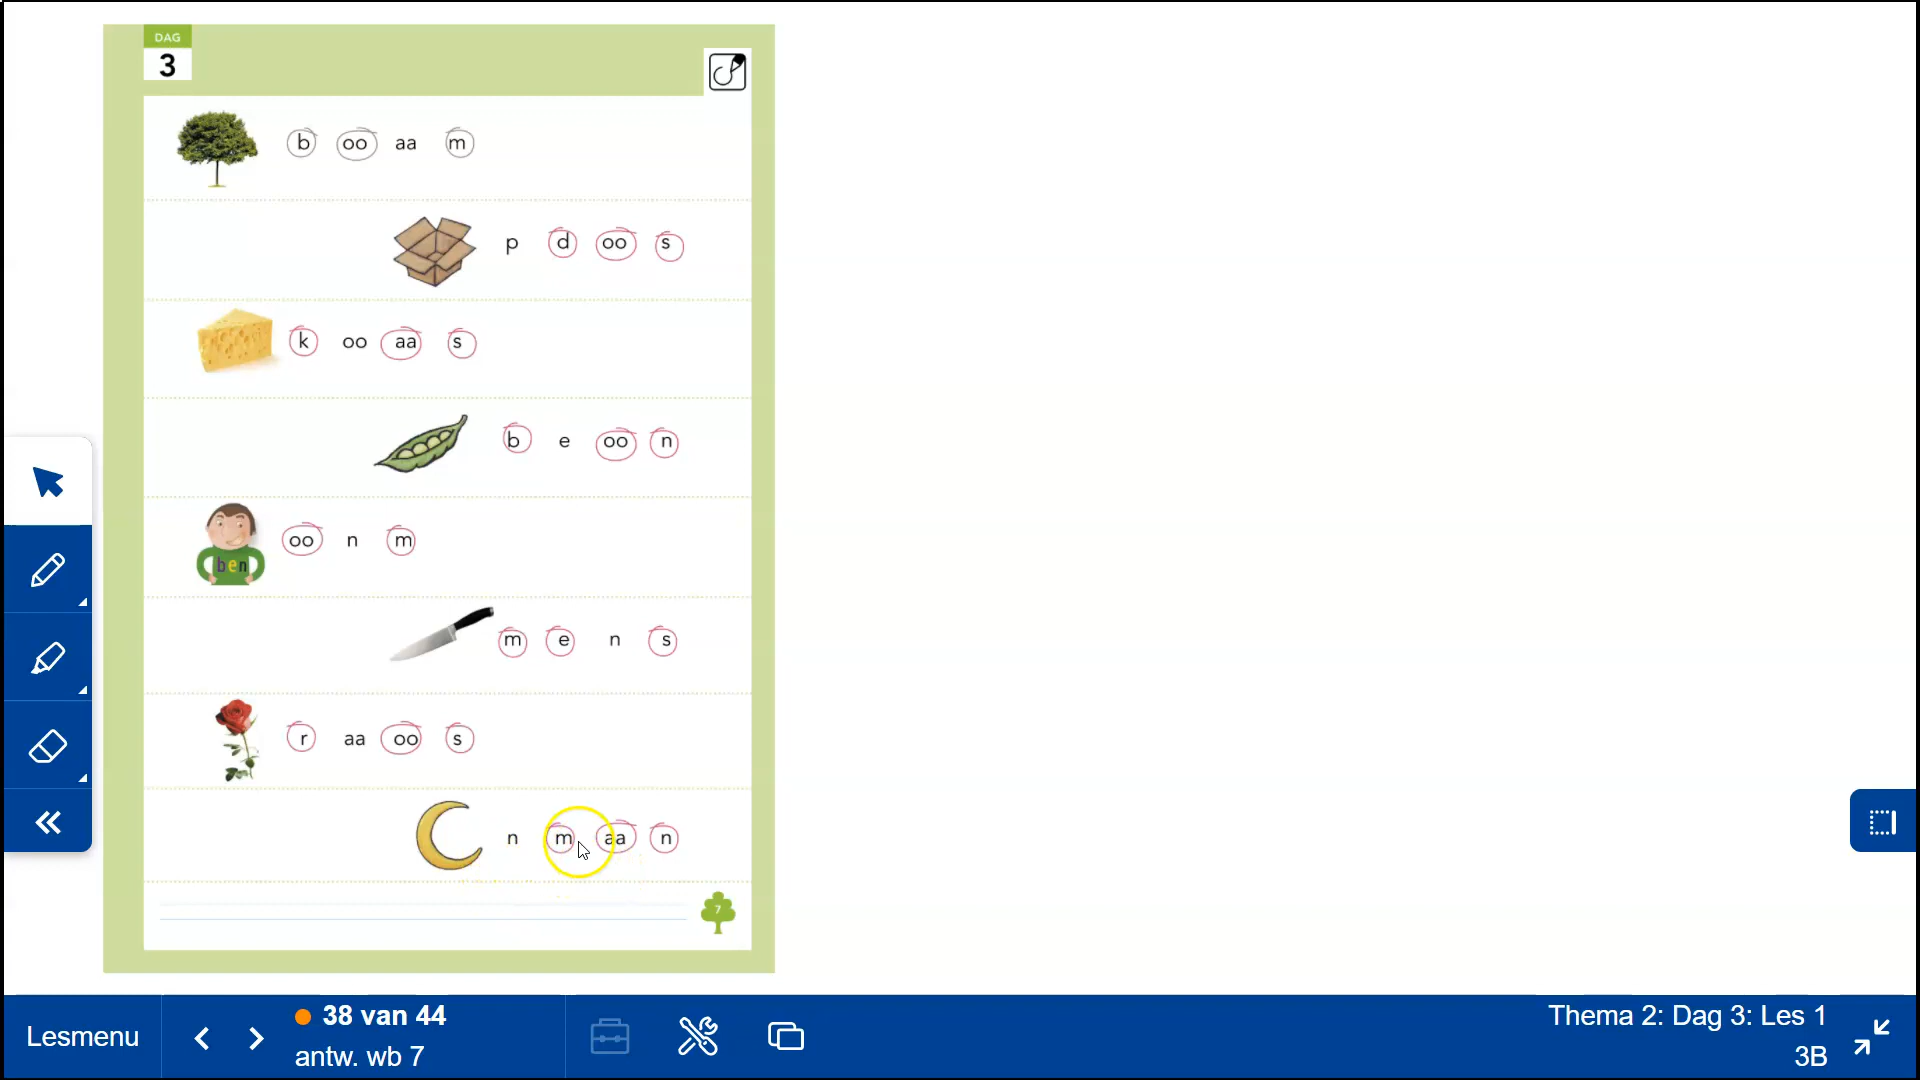 DAG
3
b oo aa m
p d oo s
k oo aa s
b e oo n
ben
oo n m
m e n s
r aa oo s
n m aa n
7
Lesmenu
38 van 44
antw. wb 7
Thema 2: Dag 3: Les 1
3B